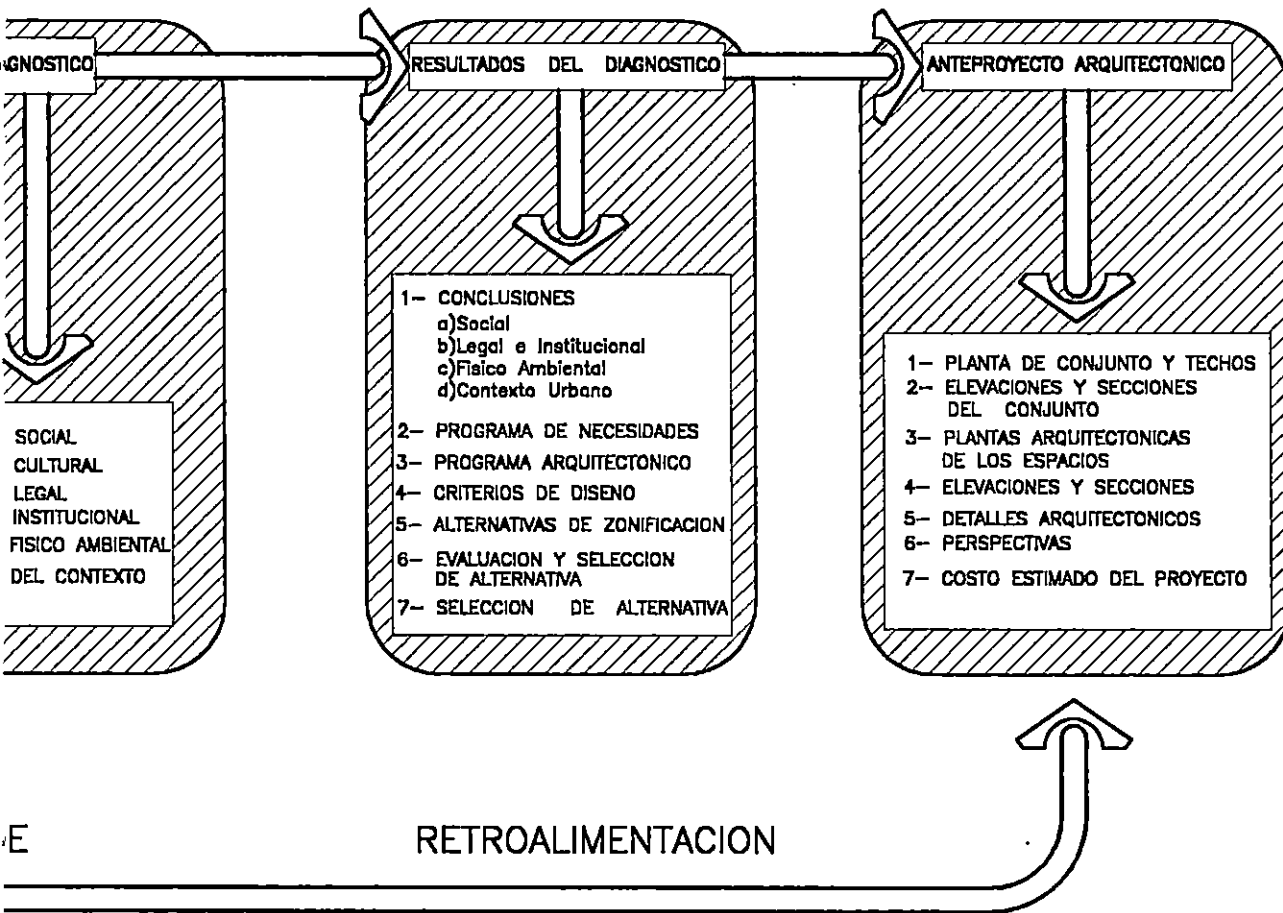 AGNOSTICO
SOCIAL
CULTURAL
LEGAL
INSTITUCIONAL
FISICO AMBIENTAL
DEL CONTEXTO
RESULTADOS DEL DIAGNOSTICO
1- CONCLUSIONES
a)Social
b)Legal e Institucional
c)Fisico Ambiental
d)Contexto Urbano
2- PROGRAMA DE NECESIDADES
3- PROGRAMA ARQUITECTONICO
4- CRITERIOS DE DISENO
5- ALTERNATIVAS DE ZONIFICACION
6- EVALUACION Y SELECCION
DE ALTERNATIVA
7- SELECCION DE ALTERNATIVA
ANTEPROYECTO ARQUITECTONICO
1- PLANTA DE CONJUNTO Y TECHOS
2- ELEVACIONES Y SECCIONES
DEL CONJUNTO
3- PLANTAS ARQUITECTONICAS
DE LOS ESPACIOS
4- ELEVACIONES Y SECCIONES
5- DETALLES ARQUITECTONICOS
6- PERSPECTIVAS
7- COSTO ESTIMADO DEL PROYECTO
E RETROALIMENTACION